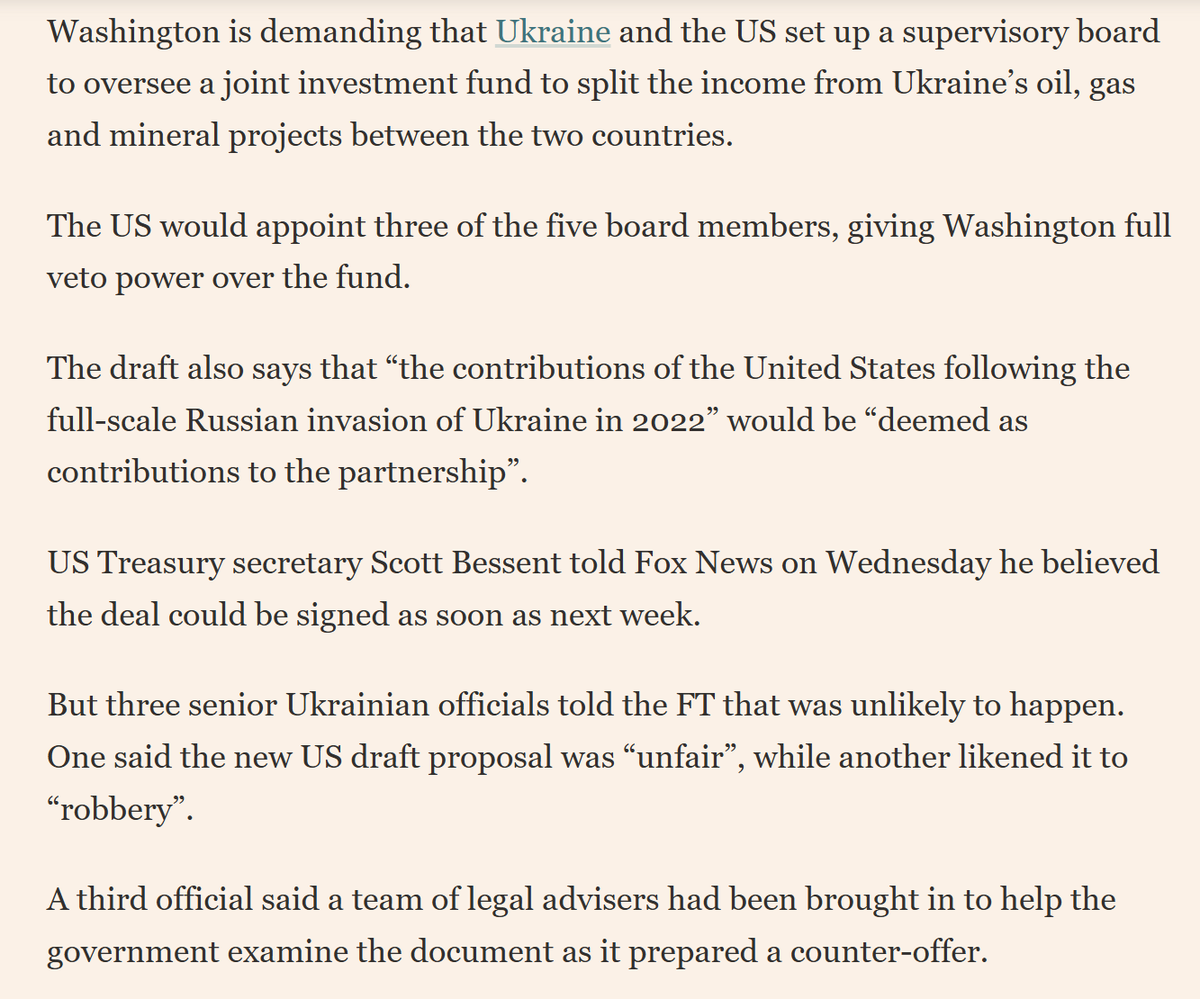 Washington is demanding that Ukraine and the US set up a supervisory board
to oversee a joint investment fund to split the income from Ukraine’s oil, gas
and mineral projects between the two countries.
The US would appoint three of the five board members, giving Washington full
veto power over the fund.
The draft also says that “the contributions of the United States following the
full-scale Russian invasion of Ukraine in 2022” would be “deemed as
contributions to the partnership”.
US Treasury secretary Scott Bessent told Fox News on Wednesday he believed
the deal could be signed as soon as next week.
But three senior Ukrainian officials told the FT that was unlikely to happen.
One said the new US draft proposal was “unfair”, while another likened it to
“robbery”.
A third official said a team of legal advisers had been brought in to help the
government examine the document as it prepared a counter-offer.